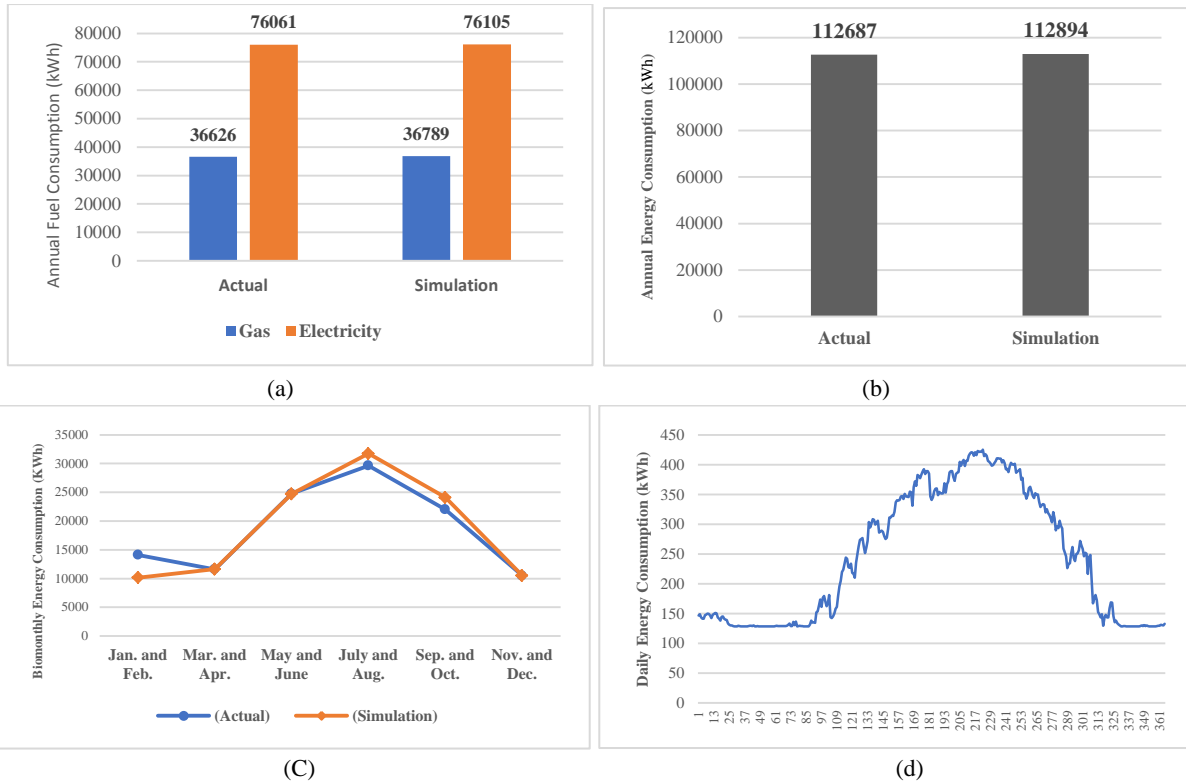 Annual Fuel Consumption (kWh)
80000
70000
60000
50000
40000
30000
20000
10000
0
76061
76105
36626
36789
Actual
Simulation
Gas
Electricity
(a)
Annual Energy Consumption (kWh)
120000
100000
80000
60000
40000
20000
0
112687
112894
Actual
Simulation
(b)
Biomonthly Energy Consumption (KWh)
35000
30000
25000
20000
15000
10000
5000
0
Jan. and
Feb.
Mar. and
Apr.
May and
June
July and
Aug.
Sep. and
Oct.
Nov. and
Dec.
(Actual)
(Simulation)
(C)
Daily Energy Consumption (kWh)
450
400
350
300
250
200
150
100
50
0
1
13
25
37
49
61
73
85
97
109
121
133
145
157
169
181
193
205
217
229
241
253
265
277
289
301
313
325
337
349
361
(d)